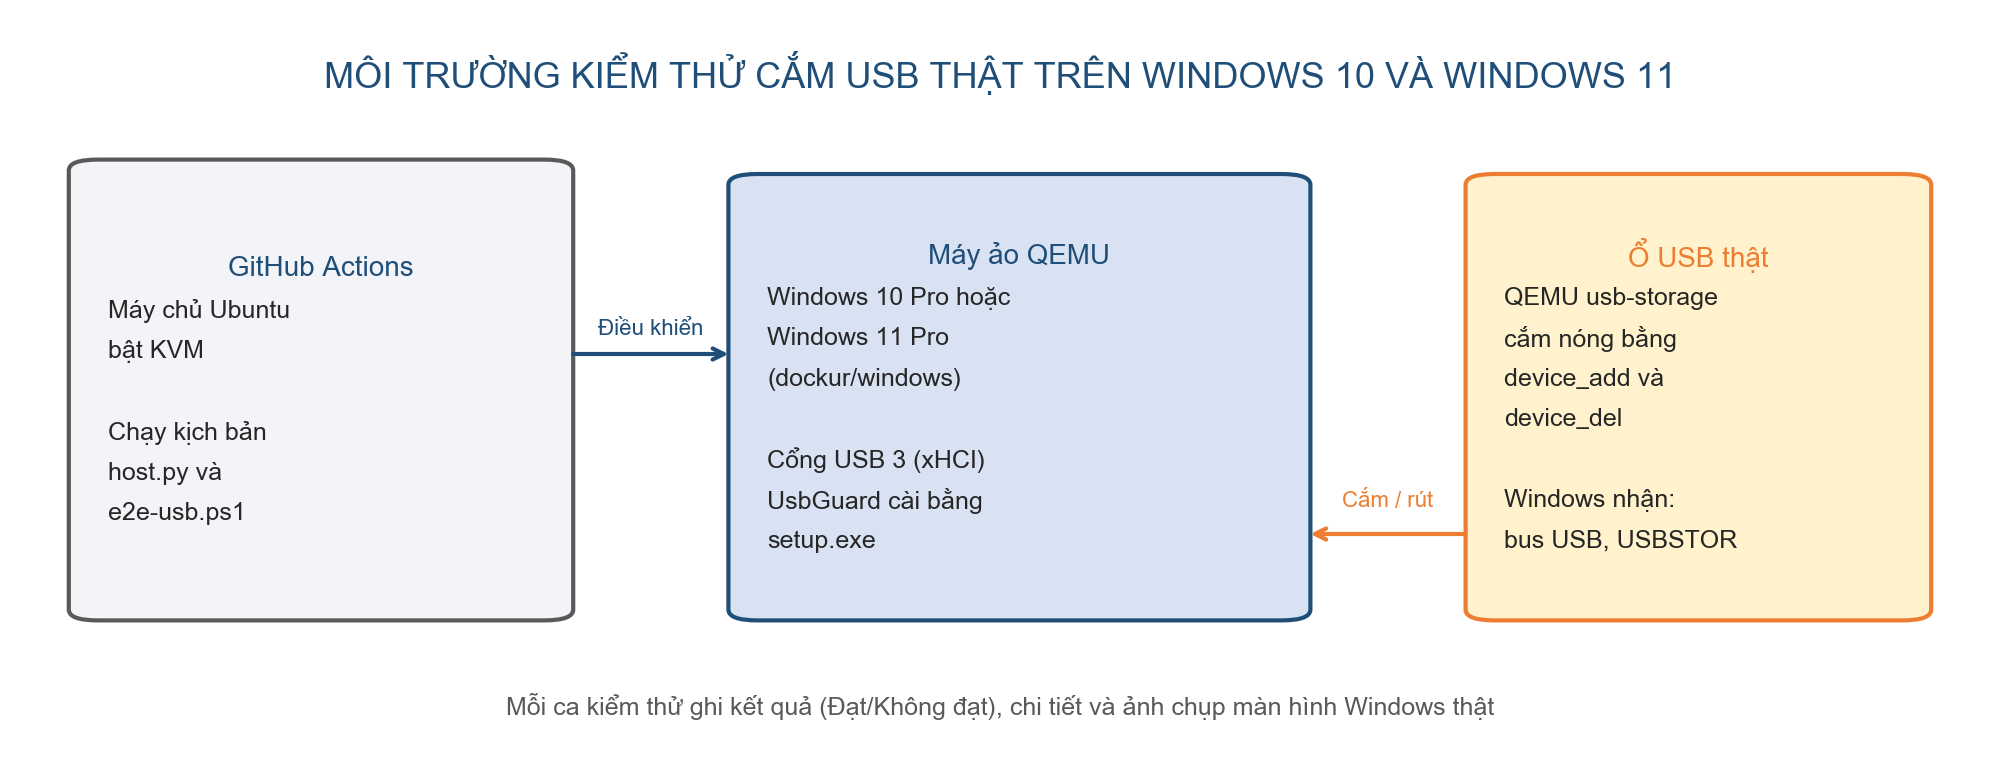 MÔI TRƯỜNG KIỂM THỬ CẮM USB THẬT TRÊN WINDOWS 10 VÀ WINDOWS 11
GitHub Actions
Máy chủ Ubuntu
bật KVM
Chạy kịch bản
host.py và
e2e-usb.ps1
Điều khiển
Máy ảo QEMU
Windows 10 Pro hoặc
Windows 11 Pro
(dockur/windows)
Cổng USB 3 (xHCI)
UsbGuard cài bằng
setup.exe
Cắm / rút
Ổ USB thật
QEMU usb-storage
cắm nóng bằng
device_add và
device_del
Windows nhận:
bus USB, USBSTOR
Mỗi ca kiểm thử ghi kết quả (Đạt/Không đạt), chi tiết và ảnh chụp màn hình Windows thật